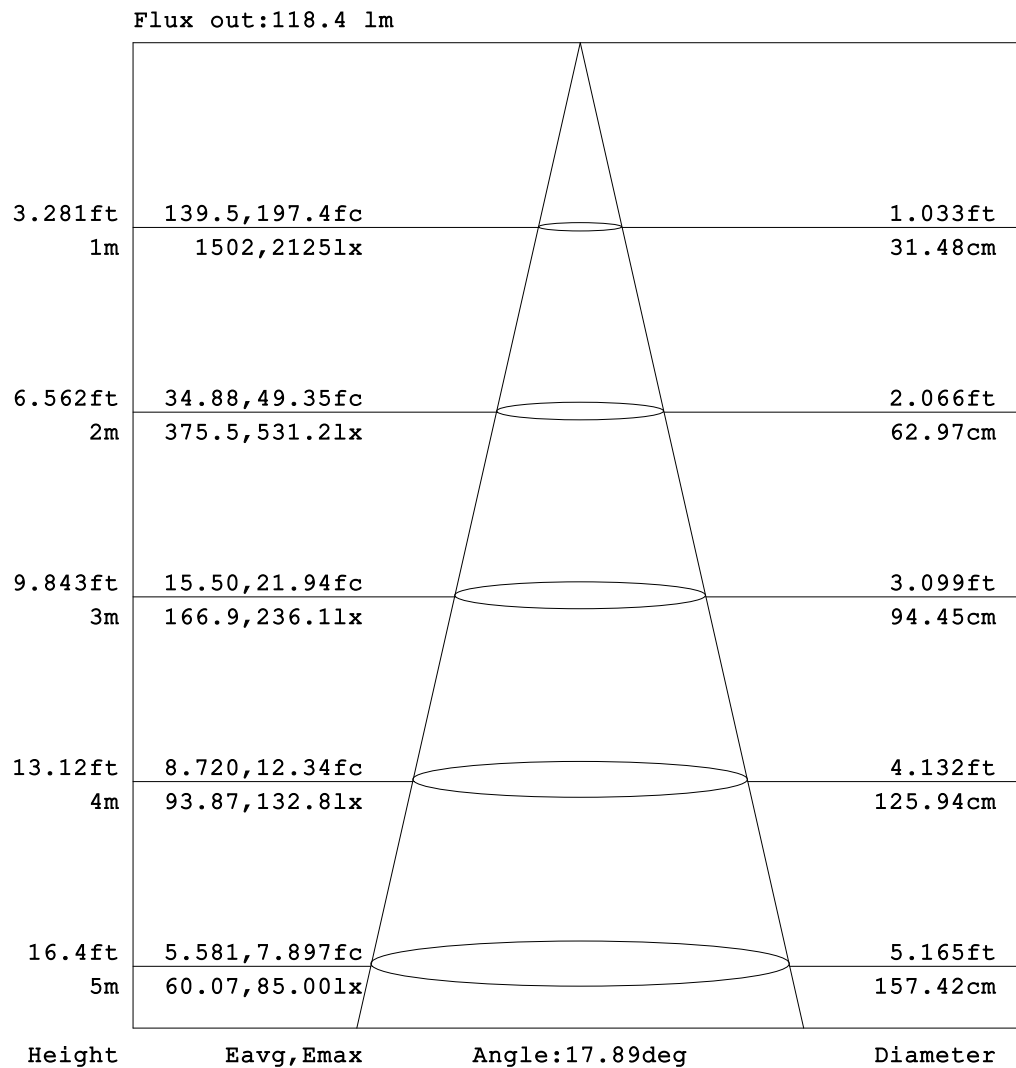 Flux out:118.4 lm
3.281ft 139.5,197.4fc 1.033ft
1m 1502,2125lx 31.48cm
6.562ft 34.88,49.35fc 2.066ft
2m 375.5,531.2lx 62.97cm
9.843ft 15.50,21.94fc 3.099ft
3m 166.9,236.1lx 94.45cm
13.12ft 8.720,12.34fc 4.132ft
4m 93.87,132.8lx 125.94cm
16.4ft 5.581,7.897fc 5.165ft
5m 60.07,85.00lx 157.42cm
Height Eavg,Emax Angle:17.89deg Diameter